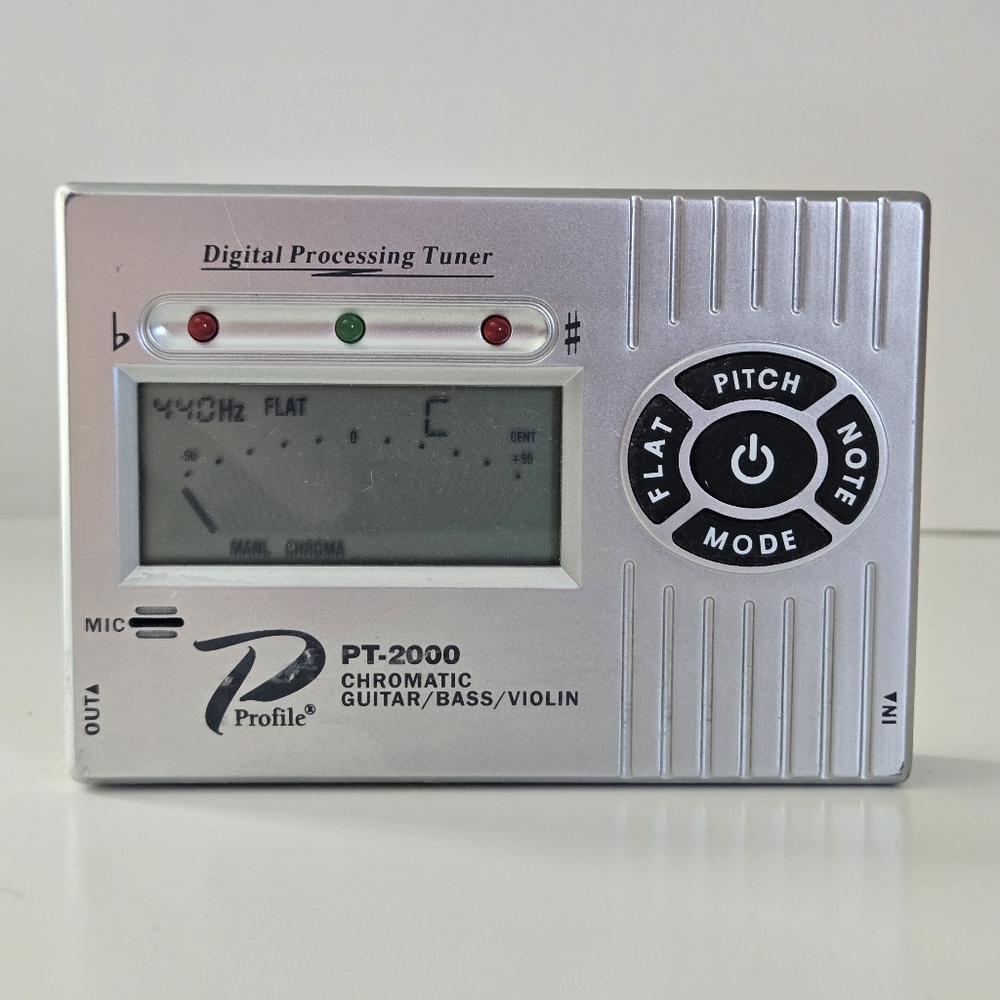 Digital Processing Tuner
♭ ♯
440Hz FLAT C
-50 0 CENT +50
MANL CHROMA
PITCH
FLAT
NOTE
MODE
MIC
P
Profile®
PT-2000
CHROMATIC
GUITAR/BASS/VIOLIN
OUT▲
IN▲